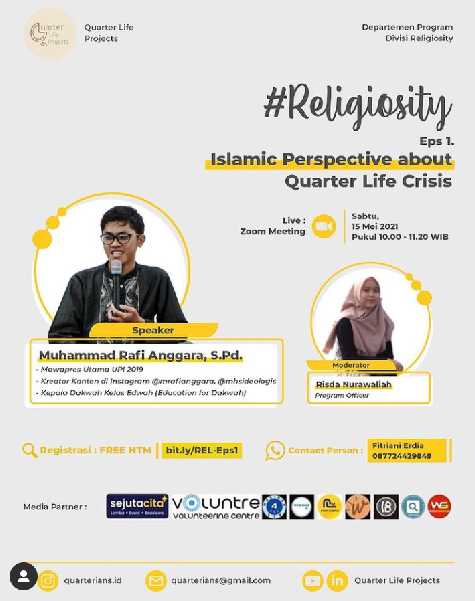 Quarter Life Projects
Quarter Life
Projects
Departemen Program
Divisi Religiosity
#Religiosity
Eps 1.
Islamic Perspective about
Quarter Life Crisis
Live :
Zoom Meeting
Sabtu,
15 Mei 2021
Pukul 10.00 - 11.20 WIB
Speaker
Muhammad Rafi Anggara, S.Pd.
- Mawapres Utama UPI 2019
- Kreator Konten di Instagram @mrafianggara, @mhsideologis
- Kepala Dakwah Kelas Edwah (Education for Dakwah)
Moderator
Risda Nurawaliah
Program Officer
Registrasi : FREE HTM
bit.ly/REL-Eps1
Contact Person :
Fitriani Erdia
087724429848
Media Partner :
sejutacita
Lomba • Event • Beasiswa
voluntre
volunteering centre
quarterians.id
quarterians@gmail.com
Quarter Life Projects